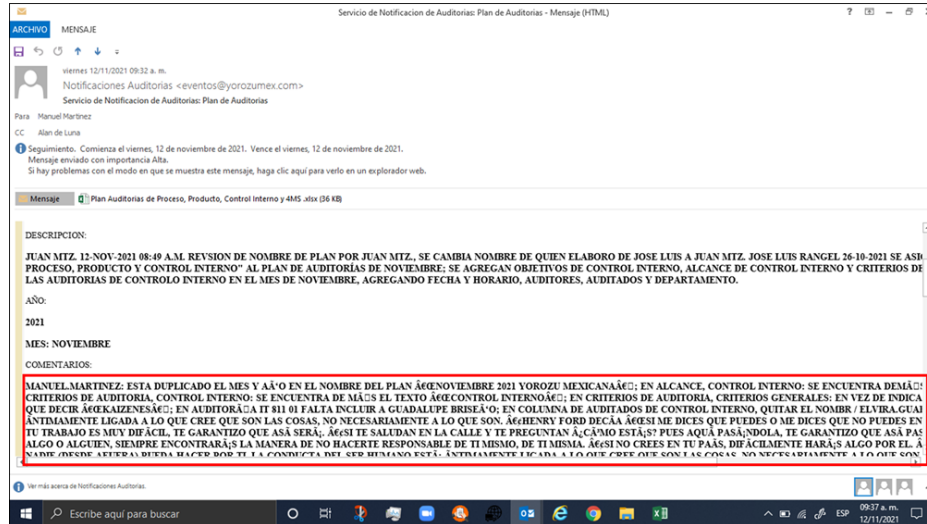 Servicio de Notificacion de Auditorias: Plan de Auditorias - Mensaje (HTML)
ARCHIVO MENSAJE
viernes 12/11/2021 09:32 a. m.
Notificaciones Auditorias <eventos@yorozumex.com>
Servicio de Notificacion de Auditorias: Plan de Auditorias
Para Manuel Martinez
CC Alan de Luna
Seguimiento. Comienza el viernes, 12 de noviembre de 2021. Vence el viernes, 12 de noviembre de 2021.
Mensaje enviado con importancia Alta.
Si hay problemas con el modo en que se muestra este mensaje, haga clic aquí para verlo en un explorador web.
Mensaje Plan Auditorias de Proceso, Producto, Control Interno y 4MS .xlsx (36 KB)
DESCRIPCION:
JUAN MTZ. 12-NOV-2021 08:49 A.M. REVSION DE NOMBRE DE PLAN POR JUAN MTZ., SE CAMBIA NOMBRE DE QUIEN ELABORO DE JOSE LUIS A JUAN MTZ. JOSE LUIS RANGEL 26-10-2021 SE ASI
PROCESO, PRODUCTO Y CONTROL INTERNO" AL PLAN DE AUDITORÍAS DE NOVIEMBRE; SE AGREGAN OBJETIVOS DE CONTROL INTERNO, ALCANCE DE CONTROL INTERNO Y CRITERIOS DE
LAS AUDITORIAS DE CONTROLO INTERNO EN EL MES DE NOVIEMBRE, AGREGANDO FECHA Y HORARIO, AUDITORES, AUDITADOS Y DEPARTAMENTO.
AÑO:
2021
MES: NOVIEMBRE
COMENTARIOS:
MANUEL.MARTINEZ: ESTA DUPLICADO EL MES Y AÃ‘O EN EL NOMBRE DEL PLAN Â€ŒNOVIEMBRE 2021 YOROZU MEXICANAÂ€□; EN ALCANCE, CONTROL INTERNO: SE ENCUENTRA DEMÃ□S
CRITERIOS DE AUDITORIA, CONTROL INTERNO: SE ENCUENTRA DE MÃ□S EL TEXTO Â€ŒCONTROL INTERNOÂ€□; EN CRITERIOS DE AUDITORIA, CRITERIOS GENERALES: EN VEZ DE INDICA
QUE DECIR Â€ŒKAIZENESÂ€□; EN AUDITORÃ□A IT 811 01 FALTA INCLUIR A GUADALUPE BRISEÃ‘O; EN COLUMNA DE AUDITADOS DE CONTROL INTERNO, QUITAR EL NOMBR / ELVIRA.GUA
ÃNTIMAMENTE LIGADA A LO QUE CREE QUE SON LAS COSAS, NO NECESARIAMENTE A LO QUE SON. Â€¢HENRY FORD DECÃA Â€ŒSI ME DICES QUE PUEDES O ME DICES QUE NO PUEDES EN
TU TRABAJO ES MUY DIFÃCIL, TE GARANTIZO QUE ASÃ SERÃ¡. Â€¢SI TE SALUDAN EN LA CALLE Y TE PREGUNTAN Â¿CÃ³MO ESTÃ¡S? PUES AQUÃ PASÃ¡NDOLA, TE GARANTIZO QUE ASÃ PAS
ALGO O ALGUIEN, SIEMPRE ENCONTRARÃ¡S LA MANERA DE NO HACERTE RESPONSABLE DE TI MISMO, DE TI MISMA. Â€¢SI NO CREES EN TU PAÃS, DIFÃCILMENTE HARÃ¡S ALGO POR EL. Â
NADIE (DESDE AFUERA) PUEDA HACER POR TI. LA CONDUCTA DEL SER HUMANO ESTÃ¡ ÃNTIMAMENTE LIGADA A LO QUE CREE QUE SON LAS COSAS, NO NECESARIAMENTE A LO QUE SON
Ver más acerca de Notificaciones Auditorias.
Escribe aquí para buscar
ESP
09:37 a. m.
12/11/2021